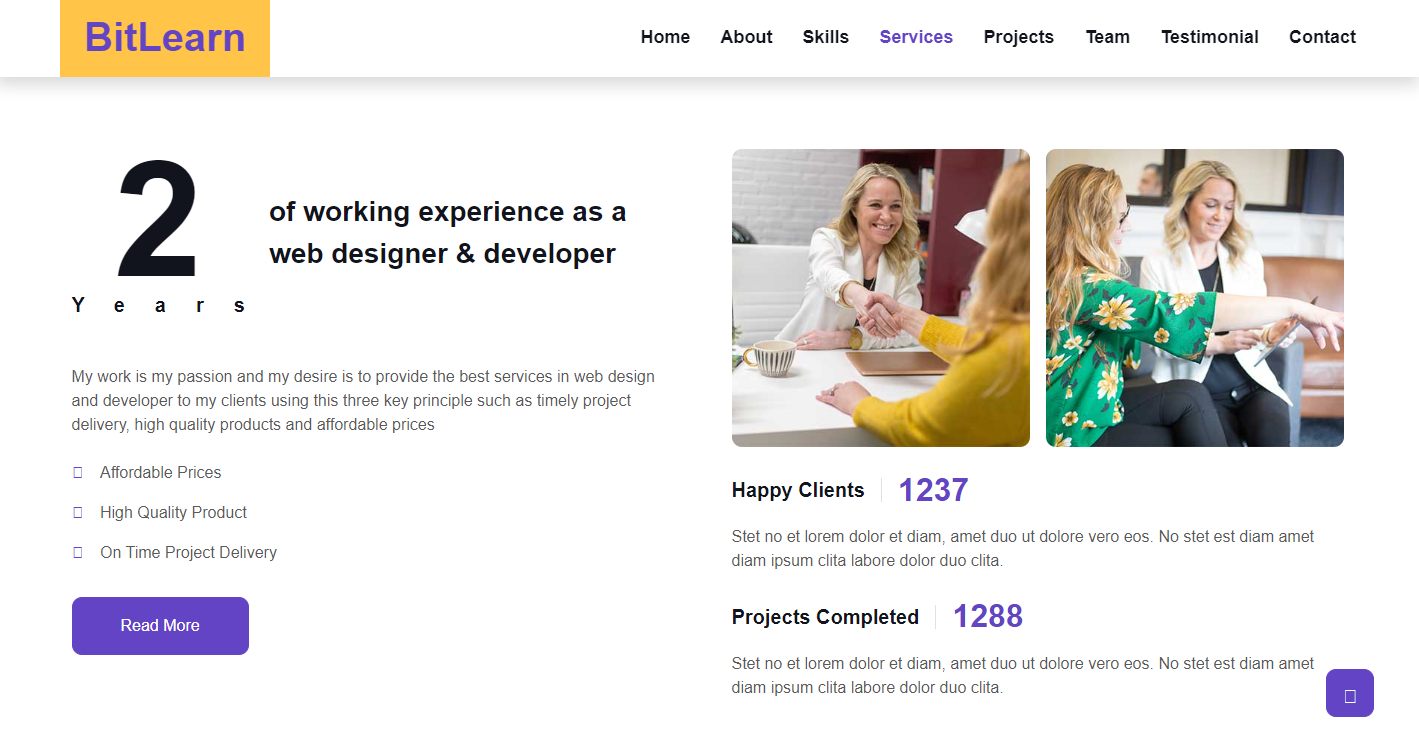 BitLearn
Home About Skills Services Projects Team Testimonial Contact
2
Years
of working experience as a
web designer & developer
My work is my passion and my desire is to provide the best services in web design
and developer to my clients using this three key principle such as timely project
delivery, high quality products and affordable prices
Affordable Prices
High Quality Product
On Time Project Delivery
Read More
Happy Clients 1237
Stet no et lorem dolor et diam, amet duo ut dolore vero eos. No stet est diam amet
diam ipsum clita labore dolor duo clita.
Projects Completed 1288
Stet no et lorem dolor et diam, amet duo ut dolore vero eos. No stet est diam amet
diam ipsum clita labore dolor duo clita.